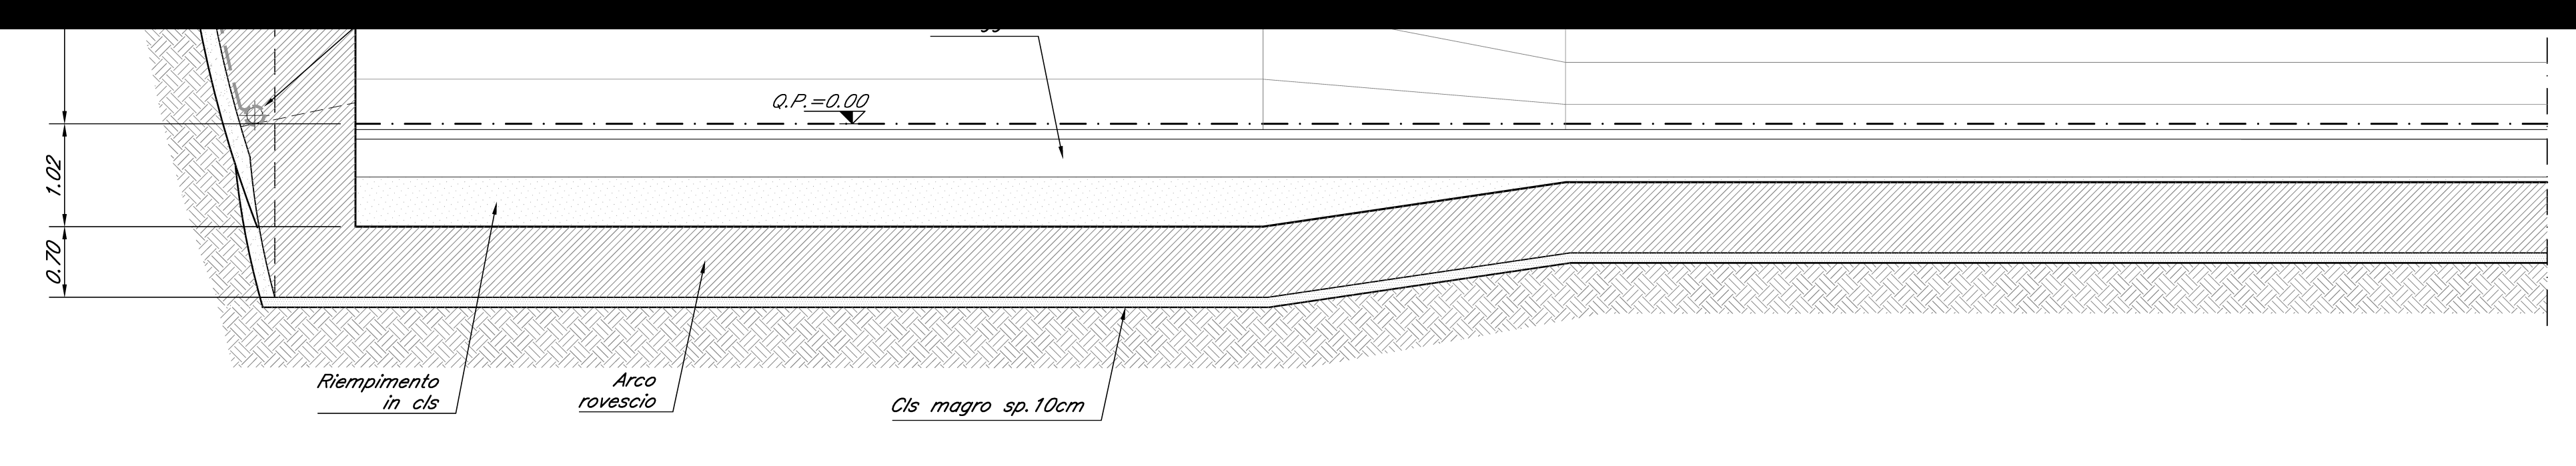 Q.P.=0.00
1.02
0.70
Riempimento
in cls
Arco
rovescio
Cls magro sp.10cm